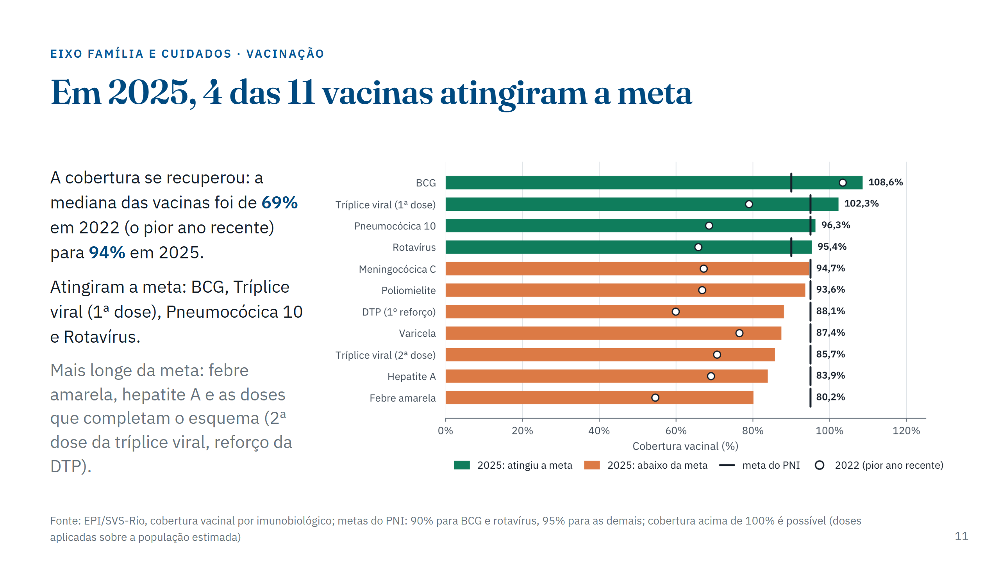 EIXO FAMÍLIA E CUIDADOS · VACINAÇÃO
Em 2025, 4 das 11 vacinas atingiram a meta
A cobertura se recuperou: a
mediana das vacinas foi de 69%
em 2022 (o pior ano recente)
para 94% em 2025.
Atingiram a meta: BCG, Tríplice
viral (1ª dose), Pneumocócica 10
e Rotavírus.
Mais longe da meta: febre
amarela, hepatite A e as doses
que completam o esquema (2ª
dose da tríplice viral, reforço da
DTP).
BCG 108,6%
Tríplice viral (1ª dose) 102,3%
Pneumocócica 10 96,3%
Rotavírus 95,4%
Meningocócica C 94,7%
Poliomielite 93,6%
DTP (1º reforço) 88,1%
Varicela 87,4%
Tríplice viral (2ª dose) 85,7%
Hepatite A 83,9%
Febre amarela 80,2%
0% 20% 40% 60% 80% 100% 120%
Cobertura vacinal (%)
2025: atingiu a meta 2025: abaixo da meta meta do PNI 2022 (pior ano recente)
Fonte: EPI/SVS-Rio, cobertura vacinal por imunobiológico; metas do PNI: 90% para BCG e rotavírus, 95% para as demais; cobertura acima de 100% é possível (doses
aplicadas sobre a população estimada)
11